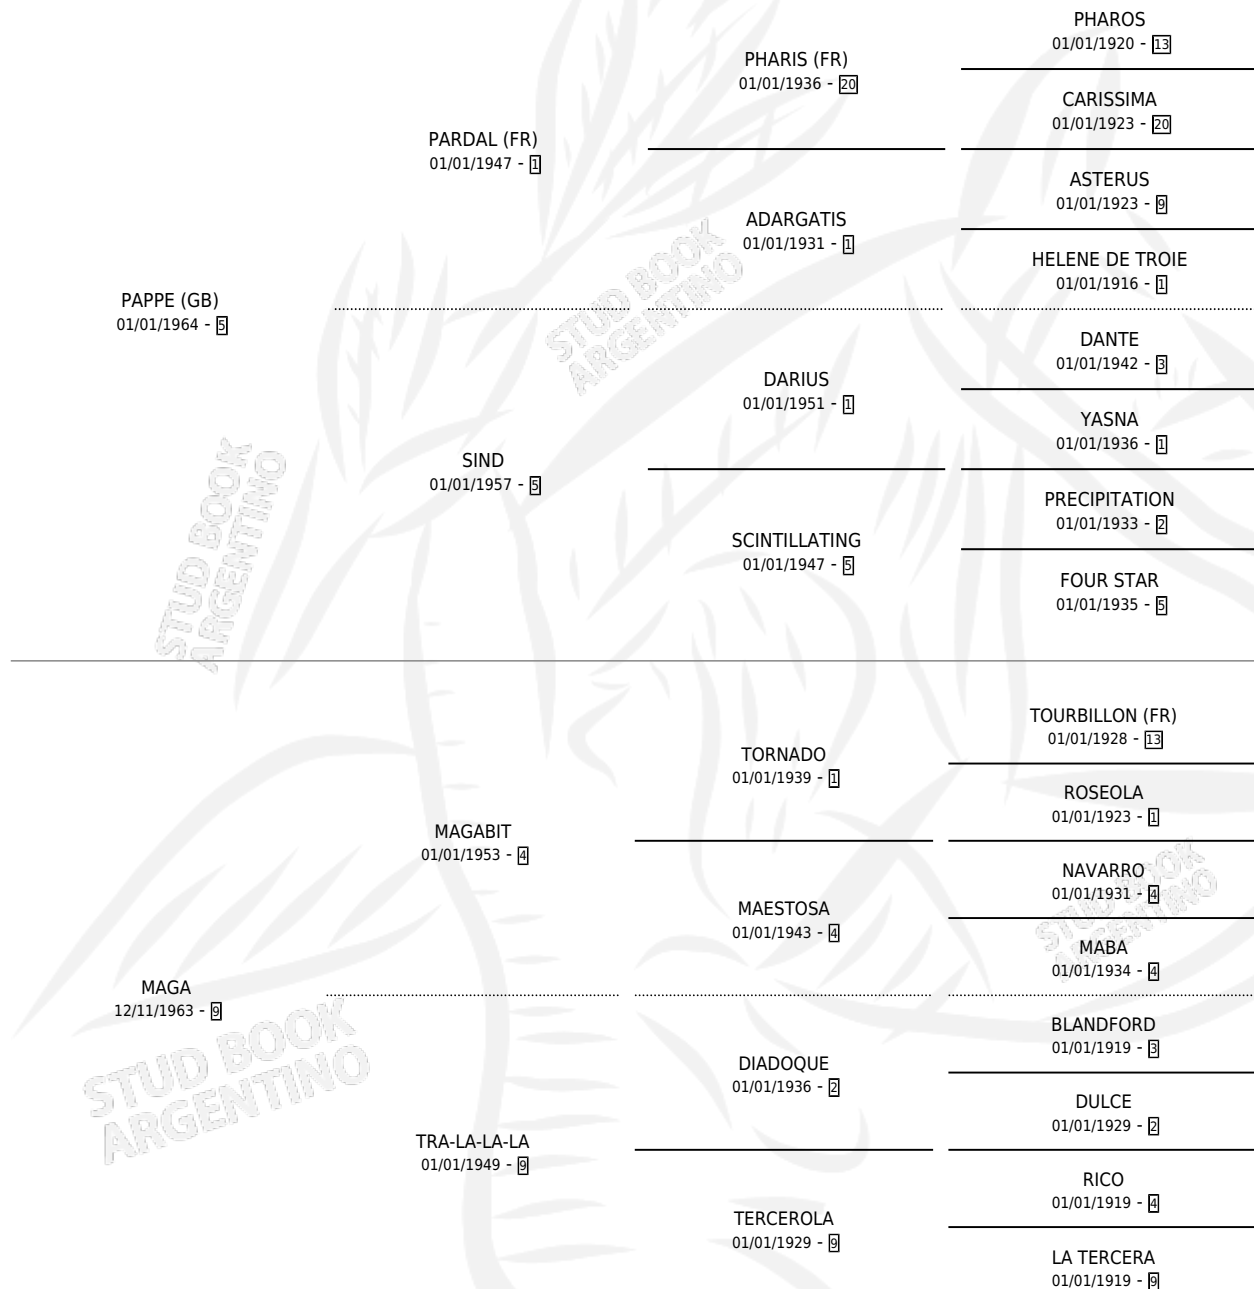 PHAROS
01/01/1920 - 13
PHARIS (FR)
01/01/1936 - 20
CARISSIMA
01/01/1923 - 20
PARDAL (FR)
01/01/1947 - 1
ASTERUS
01/01/1923 - 9
ADARGATIS
01/01/1931 - 1
HELENE DE TROIE
01/01/1916 - 1
PAPPE (GB)
01/01/1964 - 5
DANTE
01/01/1942 - 3
DARIUS
01/01/1951 - 1
YASNA
01/01/1936 - 1
SIND
01/01/1957 - 5
PRECIPITATION
01/01/1933 - 2
SCINTILLATING
01/01/1947 - 5
FOUR STAR
01/01/1935 - 5
TOURBILLON (FR)
01/01/1928 - 13
TORNADO
01/01/1939 - 1
ROSEOLA
01/01/1923 - 1
MAGABIT
01/01/1953 - 4
NAVARRO
01/01/1931 - 4
MAESTOSA
01/01/1943 - 4
MABA
01/01/1934 - 4
MAGA
12/11/1963 - 9
BLANDFORD
01/01/1919 - 3
DIADOQUE
01/01/1936 - 2
DULCE
01/01/1929 - 2
TRA-LA-LA-LA
01/01/1949 - 9
RICO
01/01/1919 - 4
TERCEROLA
01/01/1929 - 9
LA TERCERA
01/01/1919 - 9
STUD BOOK
ARGENTINO
STUD BOOK
ARGENTINO
STUD BOOK
ARGENTINO
STUD BOOK
ARGENTINO